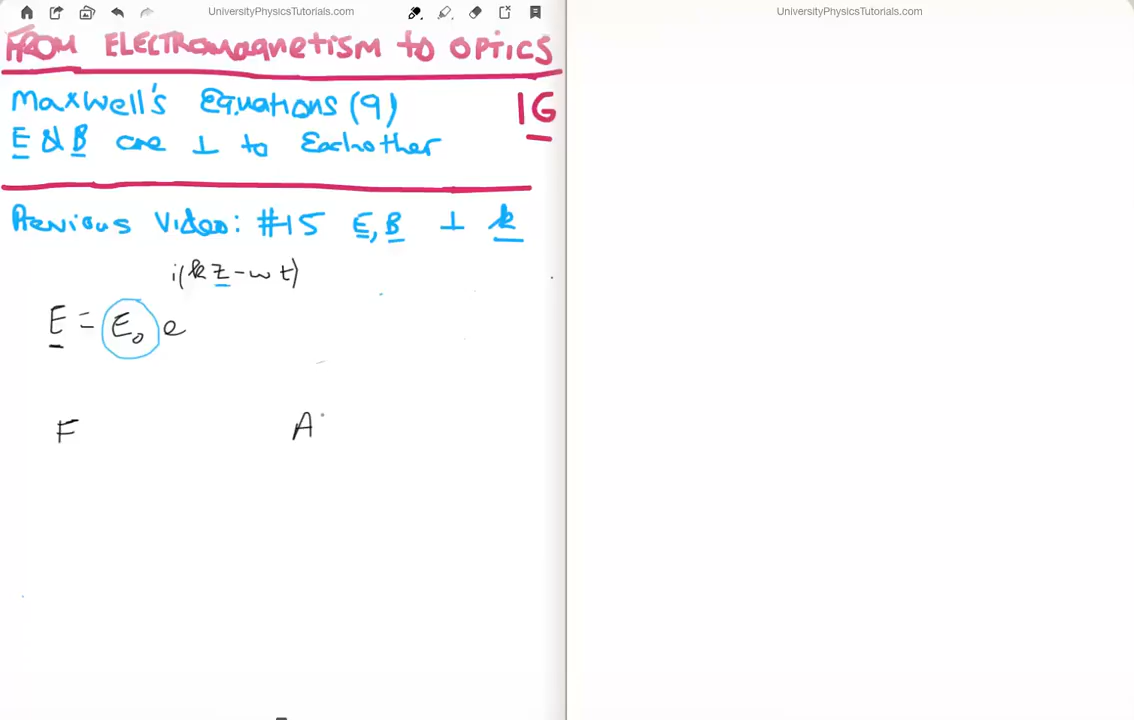 UniversityPhysicsTutorials.com
UniversityPhysicsTutorials.com
FROM ELECTRomagnetism to OPTICS
Maxwell's Equations (9)
16
E & B are ⊥ to Eachother
Previous Video: #15 E, B ⊥ k
i(kz-ωt)
E = E₀ e
F A